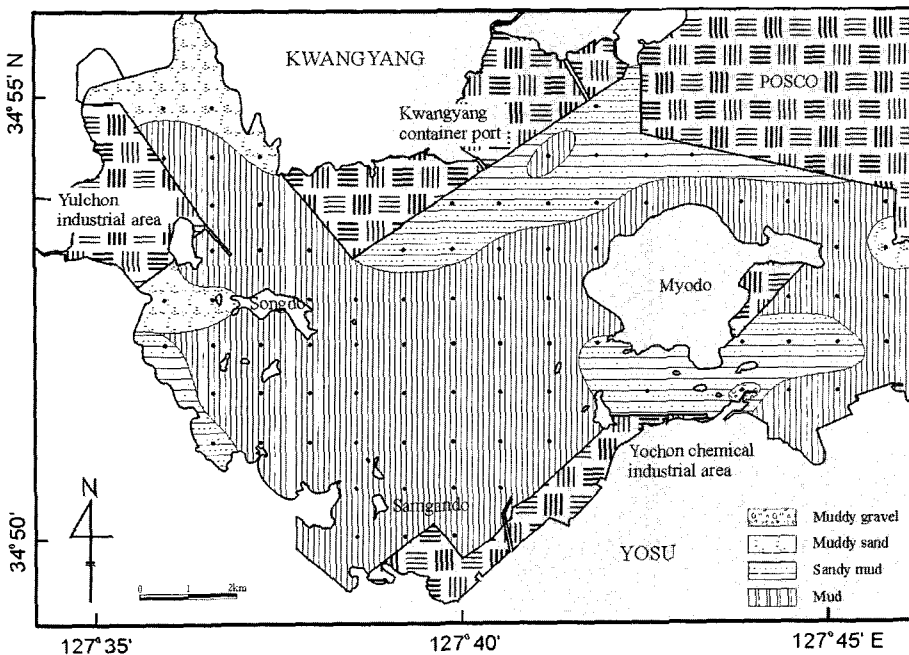 KWANGYANG
POSCO
34°55' N
Kwangyang
container port
Yulchon
industrial area
Songdo
Myodo
Yochon chemical
industrial area
Samgando
N
34°50'
YOSU
Muddy gravel
Muddy sand
Sandy mud
Mud
0 1 2km
127°35'
127°40'
127°45' E